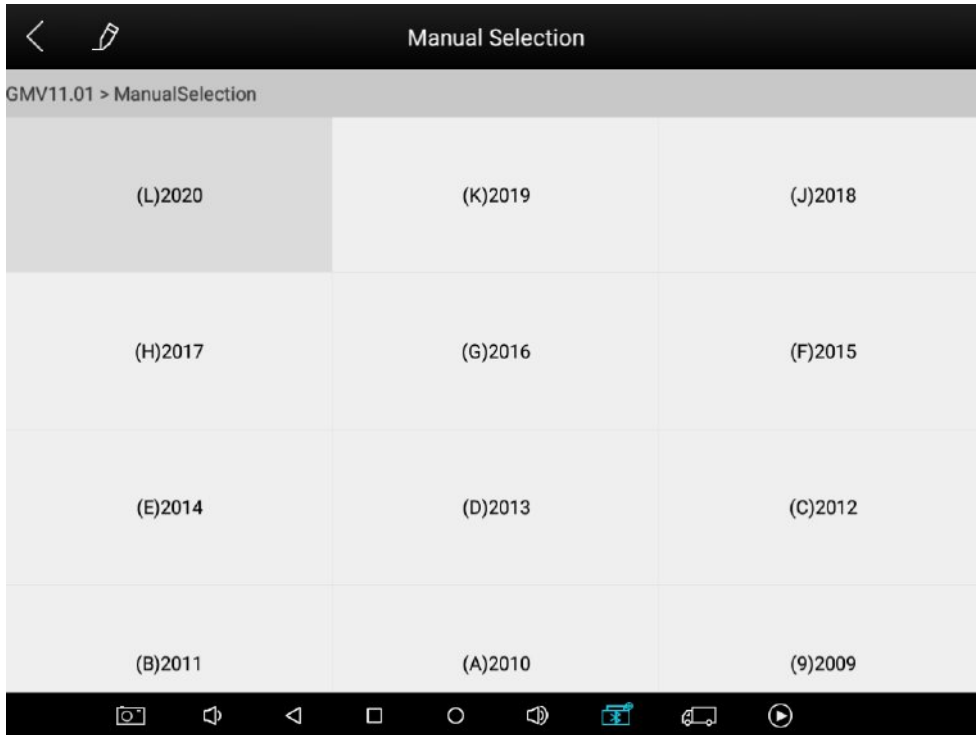 Manual Selection
GMV11.01 > ManualSelection
(L)2020 (K)2019 (J)2018
(H)2017 (G)2016 (F)2015
(E)2014 (D)2013 (C)2012
(B)2011 (A)2010 (9)2009